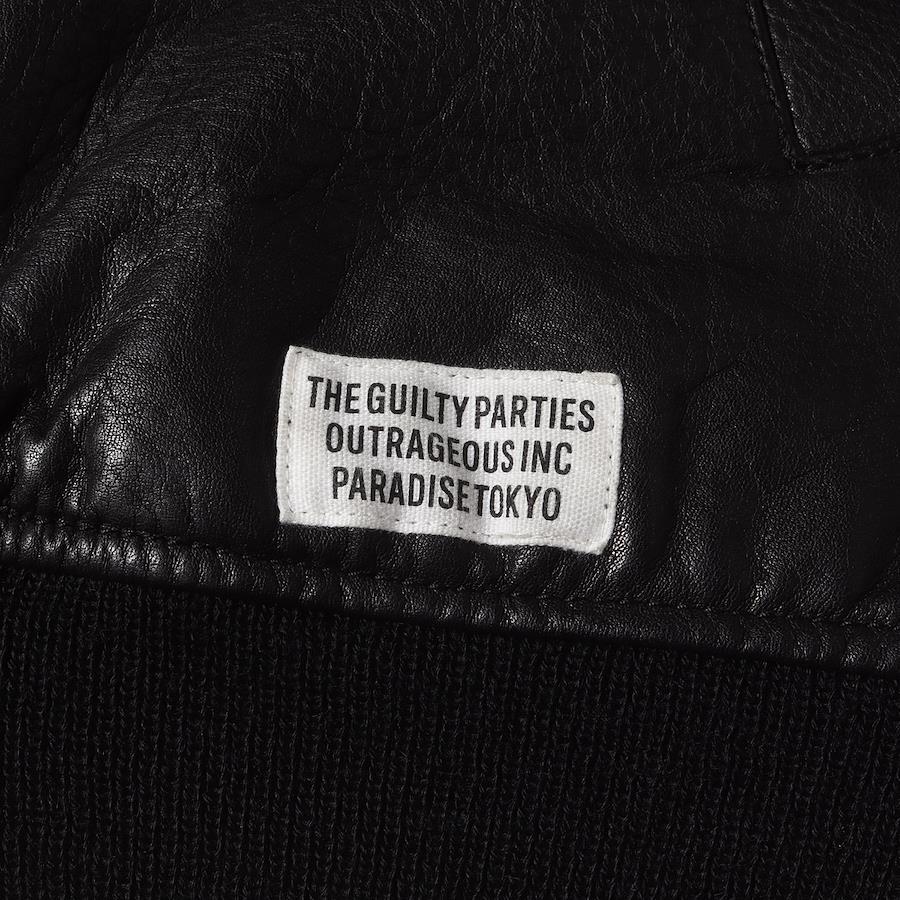 THE GUILTY PARTIES
OUTRAGEOUS INC
PARADISE TOKYO